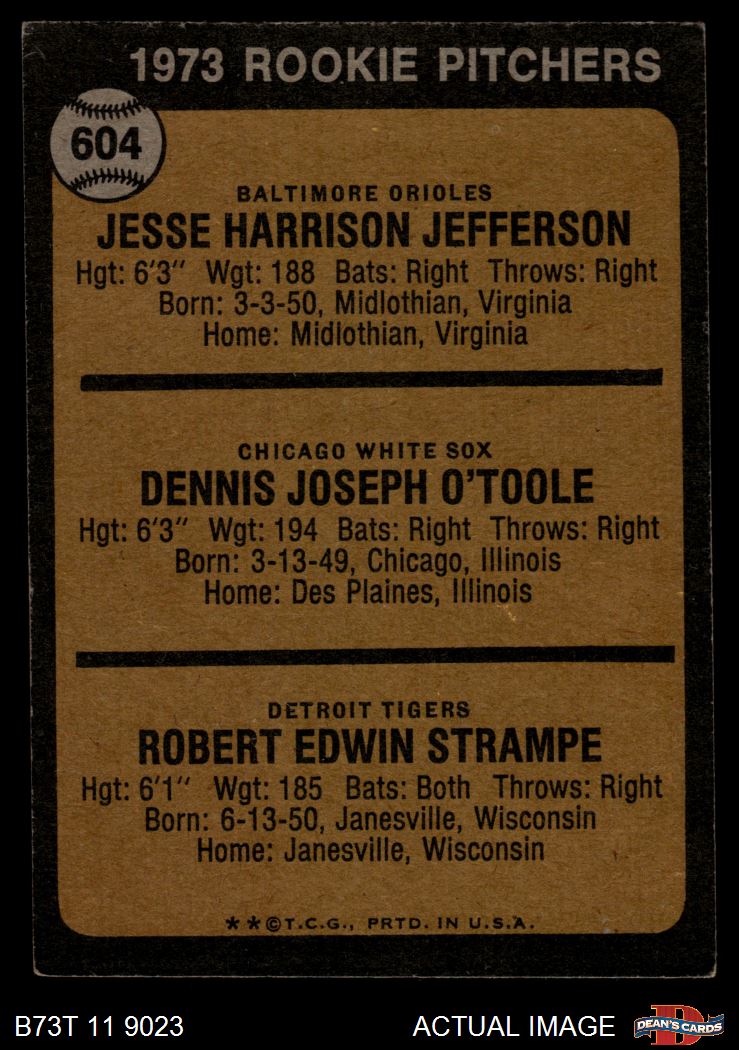 1973 ROOKIE PITCHERS
604
BALTIMORE ORIOLES
JESSE HARRISON JEFFERSON
Hgt: 6'3" Wgt: 188 Bats: Right Throws: Right
Born: 3-3-50, Midlothian, Virginia
Home: Midlothian, Virginia
CHICAGO WHITE SOX
DENNIS JOSEPH O'TOOLE
Hgt: 6'3" Wgt: 194 Bats: Right Throws: Right
Born: 3-13-49, Chicago, Illinois
Home: Des Plaines, Illinois
DETROIT TIGERS
ROBERT EDWIN STRAMPE
Hgt: 6'1" Wgt: 185 Bats: Both Throws: Right
Born: 6-13-50, Janesville, Wisconsin
Home: Janesville, Wisconsin
**©T.C.G., PRTD. IN U.S.A.
B73T 11 9023 ACTUAL IMAGE D DEAN'S CARDS